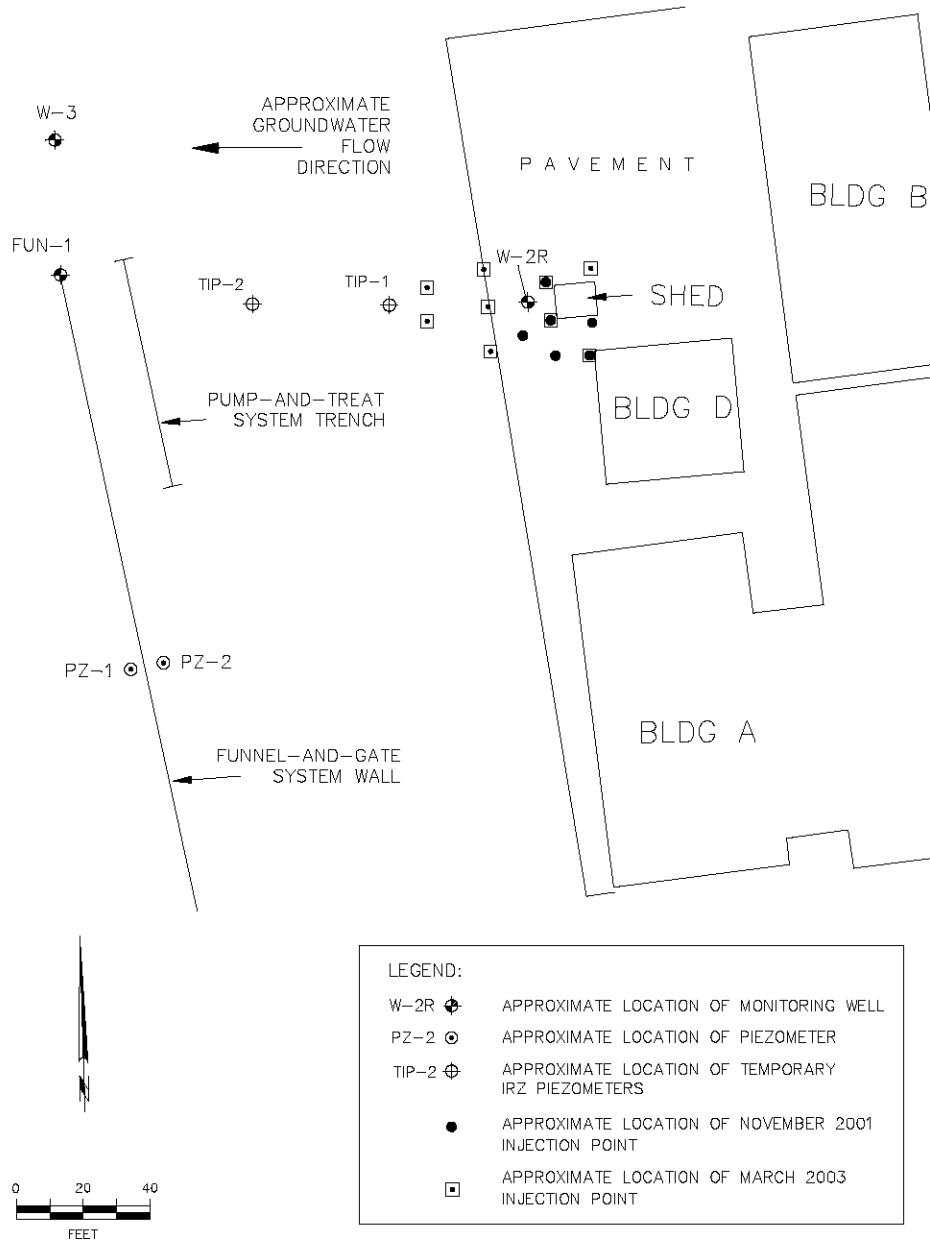 W-3
APPROXIMATE
GROUNDWATER
FLOW
DIRECTION
PAVEMENT
BLDG B
FUN-1
W-2R
TIP-2
TIP-1
SHED
PUMP-AND-TREAT
SYSTEM TRENCH
BLDG D
PZ-1
PZ-2
BLDG A
FUNNEL-AND-GATE
SYSTEM WALL
LEGEND:
W-2R APPROXIMATE LOCATION OF MONITORING WELL
PZ-2 APPROXIMATE LOCATION OF PIEZOMETER
TIP-2 APPROXIMATE LOCATION OF TEMPORARY
IRZ PIEZOMETERS
APPROXIMATE LOCATION OF NOVEMBER 2001
INJECTION POINT
APPROXIMATE LOCATION OF MARCH 2003
INJECTION POINT
0 20 40
FEET